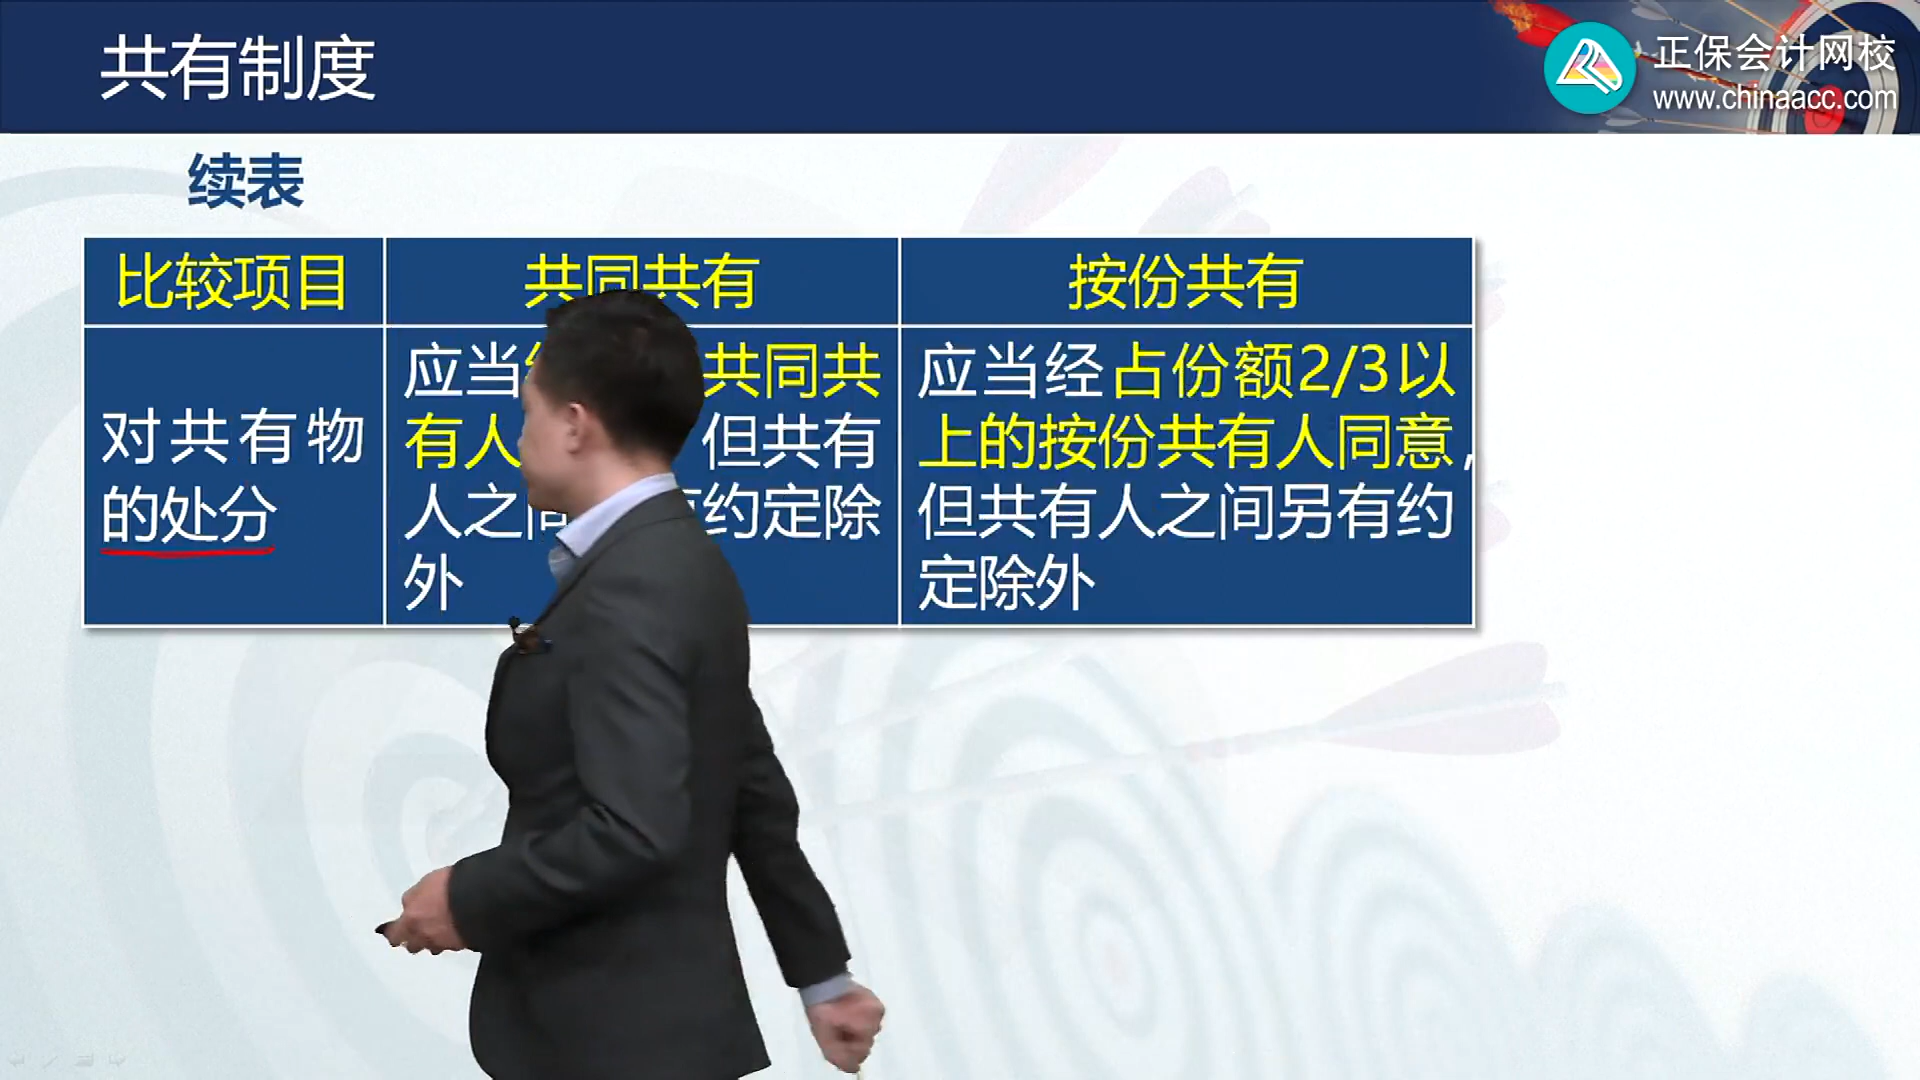 共有制度
正保会计网校
www.chinaacc.com
续表
比较项目
共同共有
按份共有
对共有物
的处分
应当 共同共
有人 但共有
人之间 约定除
外
应当经占份额2/3以
上的按份共有人同意,
但共有人之间另有约
定除外